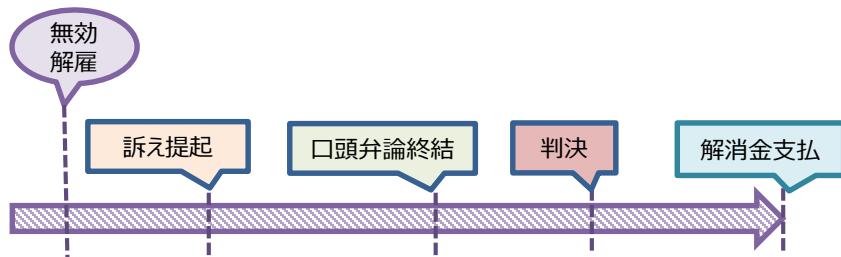 無効
解雇
訴え提起
口頭弁論終結
判決
解消金支払